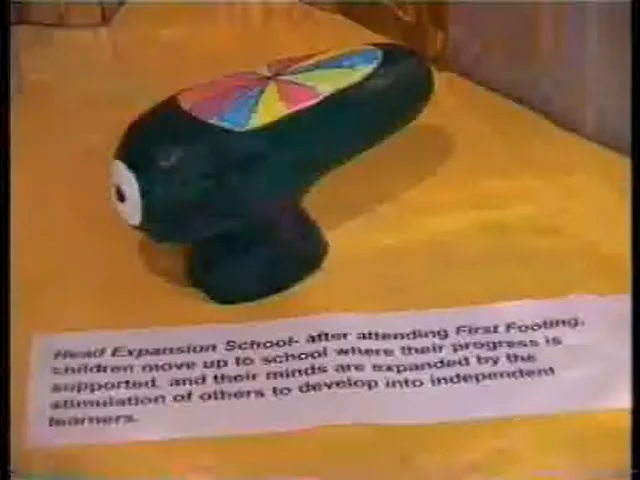 Head Expansion School- after attending First Footing,
children move up to school where their progress is
supported, and their minds are expanded by the
stimulation of others to develop into independent
learners.